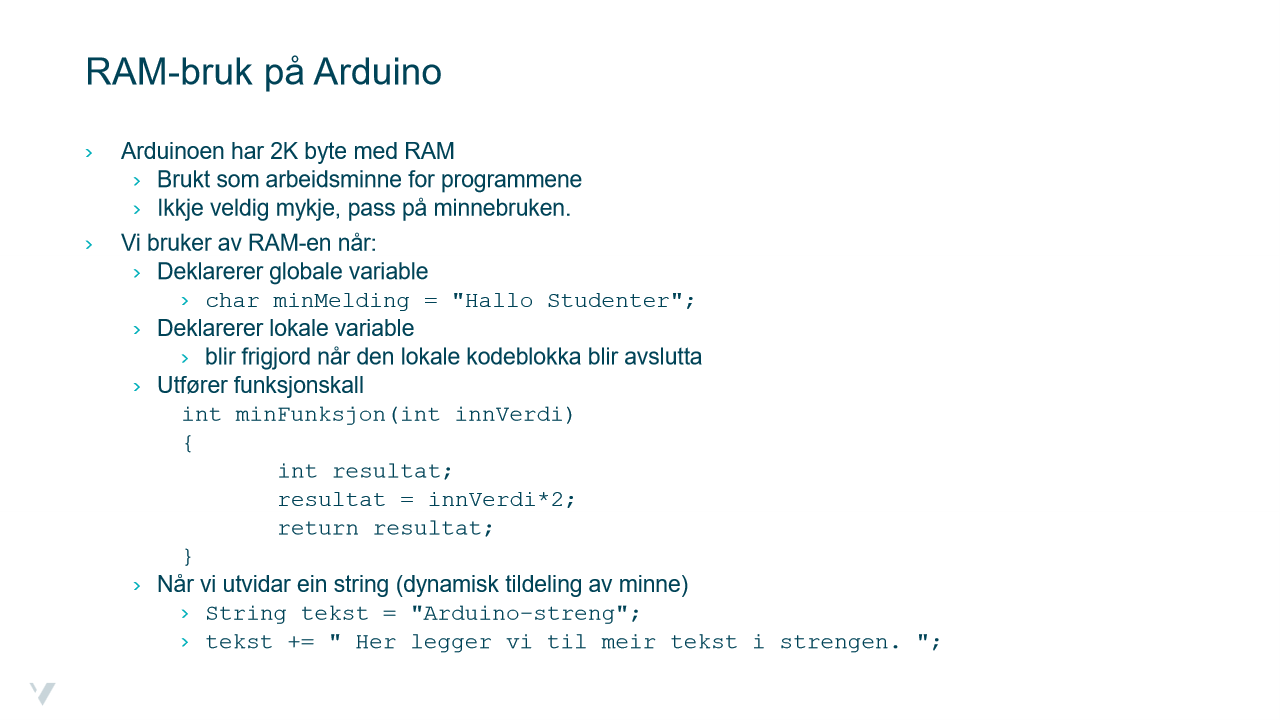 RAM-bruk på Arduino
Arduinoen har 2K byte med RAM
Brukt som arbeidsminne for programmene
Ikkje veldig mykje, pass på minnebruken.
Vi bruker av RAM-en når:
Deklarerer globale variable
char minMelding = "Hallo Studenter";
Deklarerer lokale variable
blir frigjord når den lokale kodeblokka blir avslutta
Utfører funksjonskall
int minFunksjon(int innVerdi)
{
int resultat;
resultat = innVerdi*2;
return resultat;
}
Når vi utvidar ein string (dynamisk tildeling av minne)
String tekst = "Arduino-streng";
tekst += " Her legger vi til meir tekst i strengen. ";